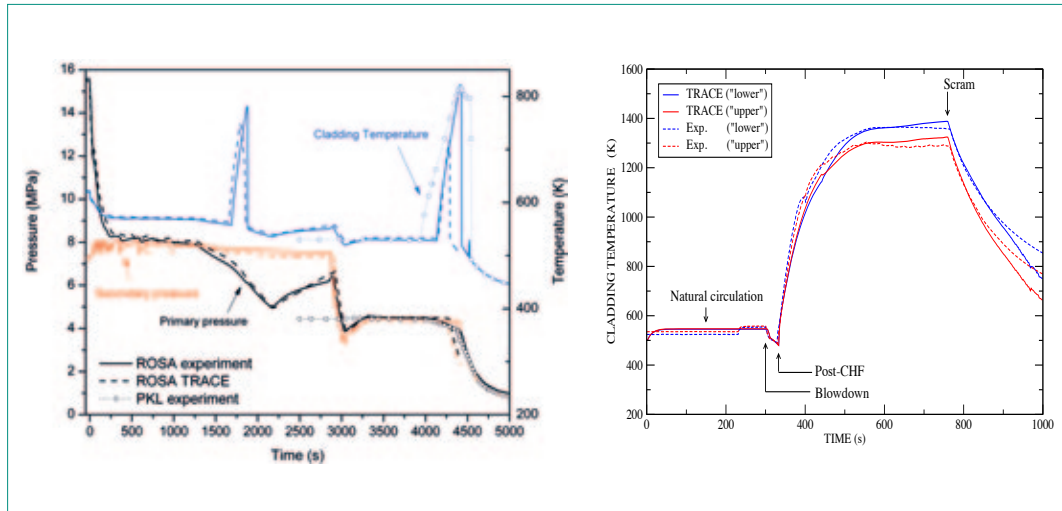 16
14
12
10
8
6
4
2
0
Pressure (MPa)
800
600
400
200
Temperature (K)
Cladding Temperature
Secondary pressure
Primary pressure
ROSA experiment
ROSA TRACE
PKL experiment
0 500 1000 1500 2000 2500 3000 3500 4000 4500 5000
Time (s)
1600
1400
1200
1000
800
600
400
200
CLADDING TEMPERATURE (K)
TRACE ("lower")
TRACE ("upper")
Exp. ("lower")
Exp. ("upper")
Scram
Natural circulation
Post-CHF
Blowdown
0 200 400 600 800 1000
TIME (s)